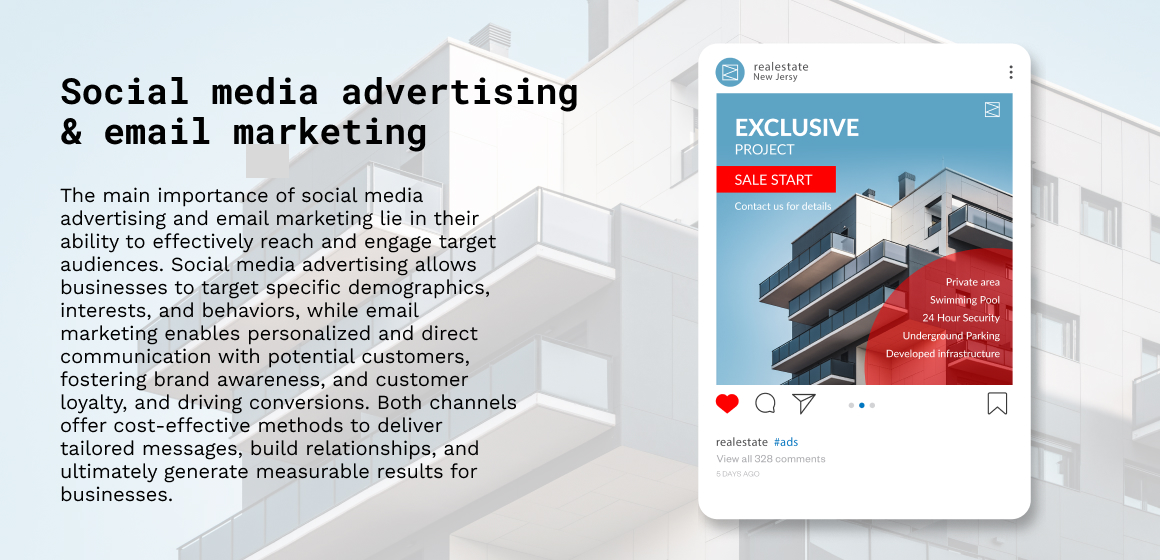 Social media advertising
& email marketing
The main importance of social media
advertising and email marketing lie in their
ability to effectively reach and engage target
audiences. Social media advertising allows
businesses to target specific demographics,
interests, and behaviors, while email
marketing enables personalized and direct
communication with potential customers,
fostering brand awareness, and customer
loyalty, and driving conversions. Both channels
offer cost-effective methods to deliver
tailored messages, build relationships, and
ultimately generate measurable results for
businesses.
realestate
New Jersy
EXCLUSIVE
PROJECT
SALE START
Contact us for details
Private area
Swimming Pool
24 Hour Security
Underground Parking
Developed infrastructure
realestate #ads
View all 328 comments
5 DAYS AGO